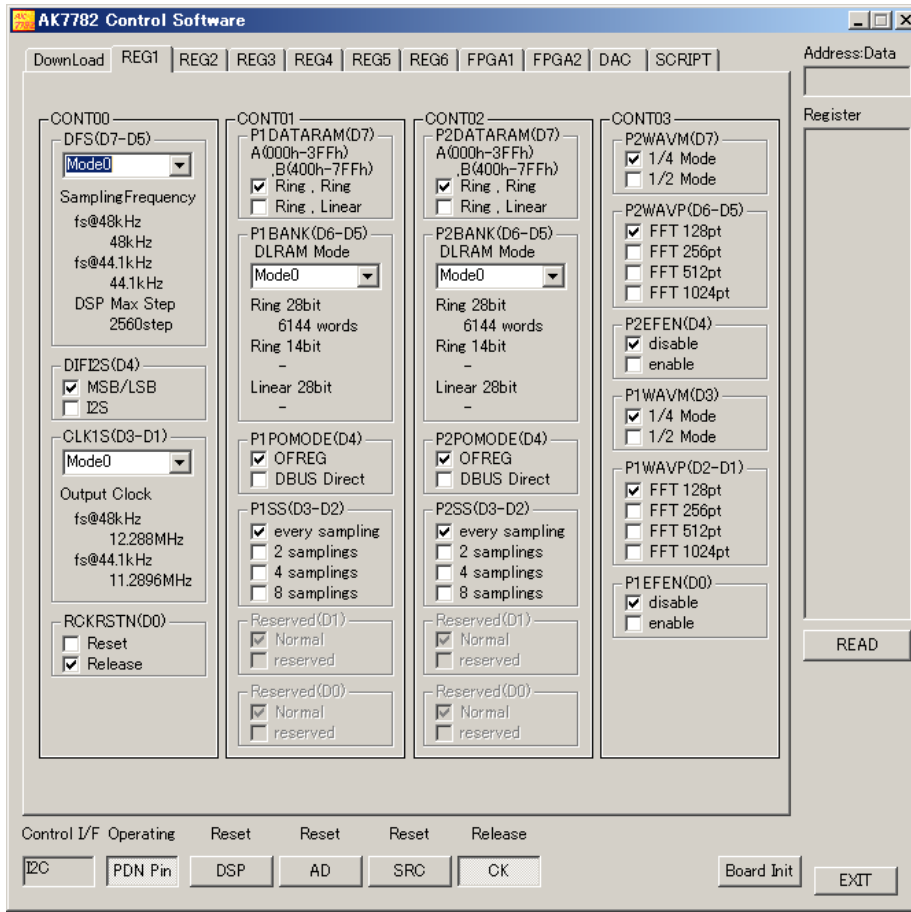 AK7782 Control Software
DownLoad REG1 REG2 REG3 REG4 REG5 REG6 FPGA1 FPGA2 DAC SCRIPT
CONT00
DFS(D7-D5)
Mode0
SamplingFrequency
fs@48kHz
48kHz
fs@44.1kHz
44.1kHz
DSP Max Step
2560step
DIFI2S(D4)
MSB/LSB
I2S
CLK1S(D3-D1)
Mode0
Output Clock
fs@48kHz
12.288MHz
fs@44.1kHz
11.2896MHz
RCKRSTN(D0)
Reset
Release
CONT01
P1DATARAM(D7)
A(000h-3FFh)
,B(400h-7FFh)
Ring , Ring
Ring , Linear
P1BANK(D6-D5)
DLRAM Mode
Mode0
Ring 28bit
6144 words
Ring 14bit
-
Linear 28bit
-
P1POMODE(D4)
OFREG
DBUS Direct
P1SS(D3-D2)
every sampling
2 samplings
4 samplings
8 samplings
Reserved(D1)
Normal
reserved
Reserved(D0)
Normal
reserved
CONT02
P2DATARAM(D7)
A(000h-3FFh)
,B(400h-7FFh)
Ring , Ring
Ring , Linear
P2BANK(D6-D5)
DLRAM Mode
Mode0
Ring 28bit
6144 words
Ring 14bit
-
Linear 28bit
-
P2POMODE(D4)
OFREG
DBUS Direct
P2SS(D3-D2)
every sampling
2 samplings
4 samplings
8 samplings
Reserved(D1)
Normal
reserved
Reserved(D0)
Normal
reserved
CONT03
P2WAVM(D7)
1/4 Mode
1/2 Mode
P2WAVP(D6-D5)
FFT 128pt
FFT 256pt
FFT 512pt
FFT 1024pt
P2EFEN(D4)
disable
enable
P1WAVM(D3)
1/4 Mode
1/2 Mode
P1WAVP(D2-D1)
FFT 128pt
FFT 256pt
FFT 512pt
FFT 1024pt
P1EFEN(D0)
disable
enable
Address:Data
Register
READ
Control I/F Operating Reset Reset Reset Release
I2C PDN Pin DSP AD SRC CK Board Init EXIT